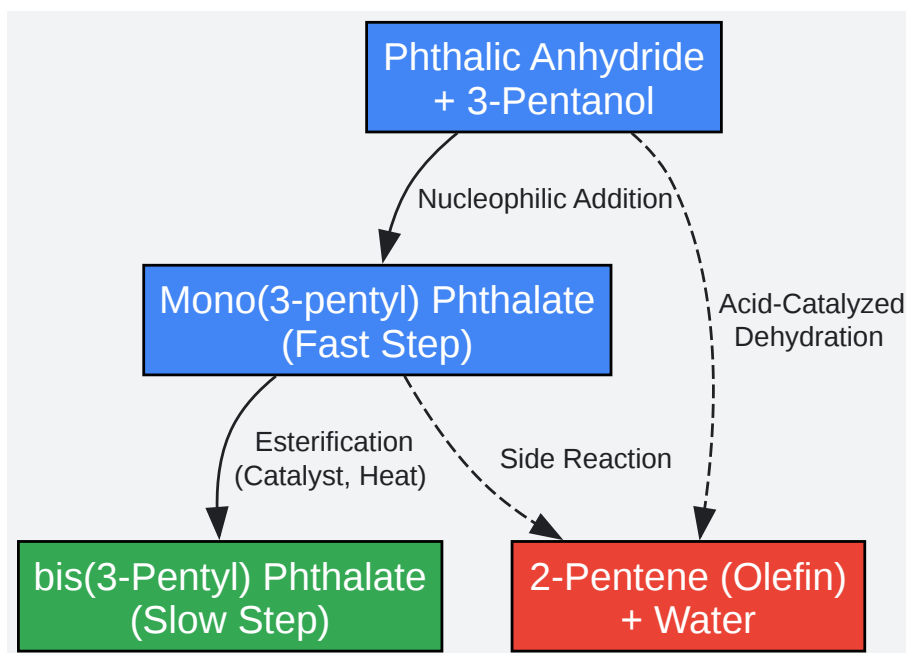 Phthalic Anhydride
+ 3-Pentanol
Nucleophilic Addition
Mono(3-pentyl) Phthalate
(Fast Step)
Acid-Catalyzed
Dehydration
Esterification
(Catalyst, Heat)
Side Reaction
bis(3-Pentyl) Phthalate
(Slow Step)
2-Pentene (Olefin)
+ Water